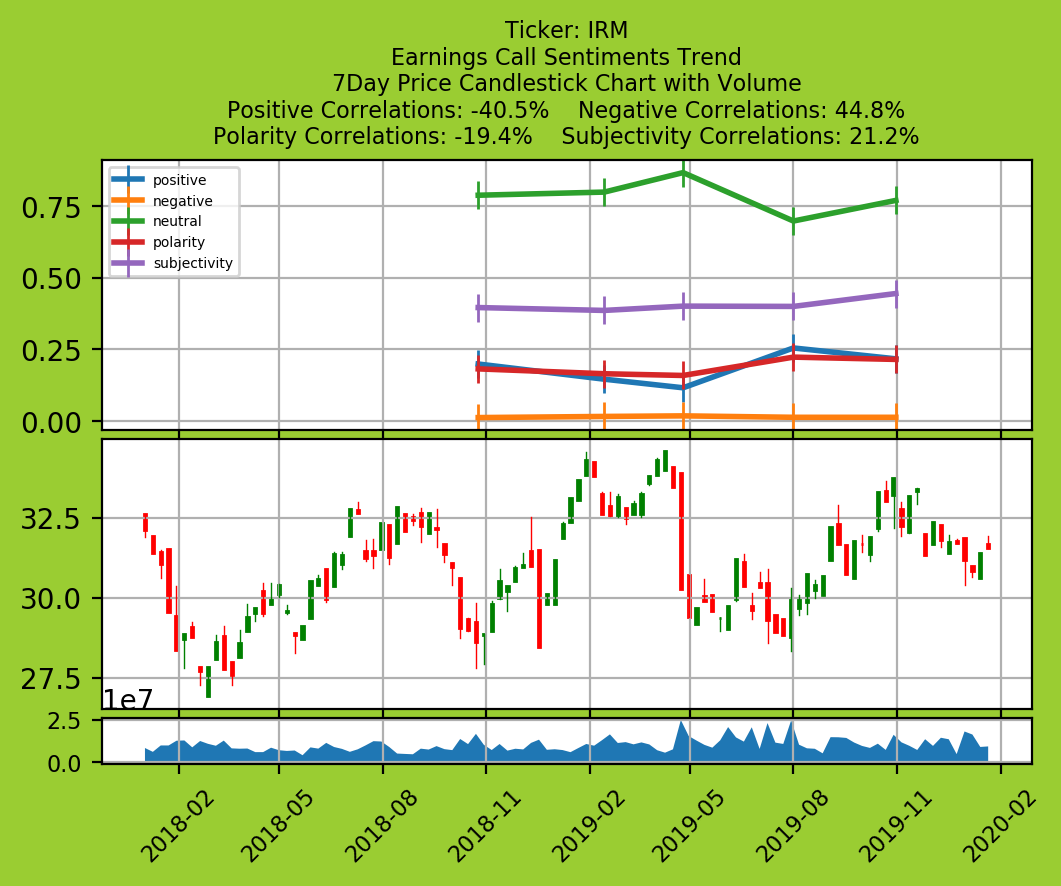 Ticker: IRM
Earnings Call Sentiments Trend
7Day Price Candlestick Chart with Volume
Positive Correlations: -40.5%    Negative Correlations: 44.8%
Polarity Correlations: -19.4%    Subjectivity Correlations: 21.2%
positive
negative
neutral
polarity
subjectivity
0.75
0.50
0.25
0.00
32.5
30.0
27.5
1e7
2.5
0.0
2018-02 2018-05 2018-08 2018-11 2019-02 2019-05 2019-08 2019-11 2020-02